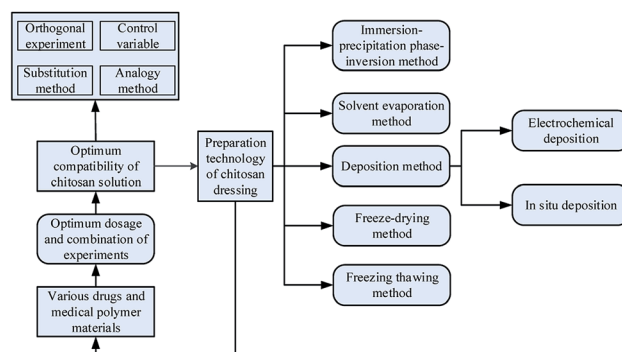 Orthogonal
experiment
Control
variable
Substitution
method
Analogy
method
Optimum
compatibility of
chitosan solution
Optimum dosage
and combination of
experiments
Various drugs and
medical polymer
materials
Preparation
technology
of chitosan
dressing
Immersion-
precipitation phase-
inversion method
Solvent evaporation
method
Deposition method
Freeze-drying
method
Freezing thawing
method
Electrochemical
deposition
In situ deposition